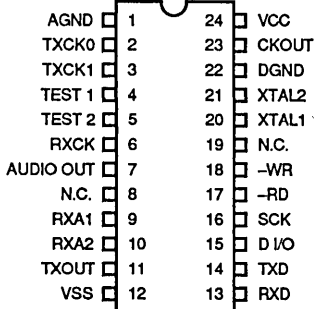 AGND 1 24 VCC
TXCK0 2 23 CKOUT
TXCK1 3 22 DGND
TEST 1 4 21 XTAL2
TEST 2 5 20 XTAL1
RXCK 6 19 N.C.
AUDIO OUT 7 18 –WR
N.C. 8 17 –RD
RXA1 9 16 SCK
RXA2 10 15 D I/O
TXOUT 11 14 TXD
VSS 12 13 RXD